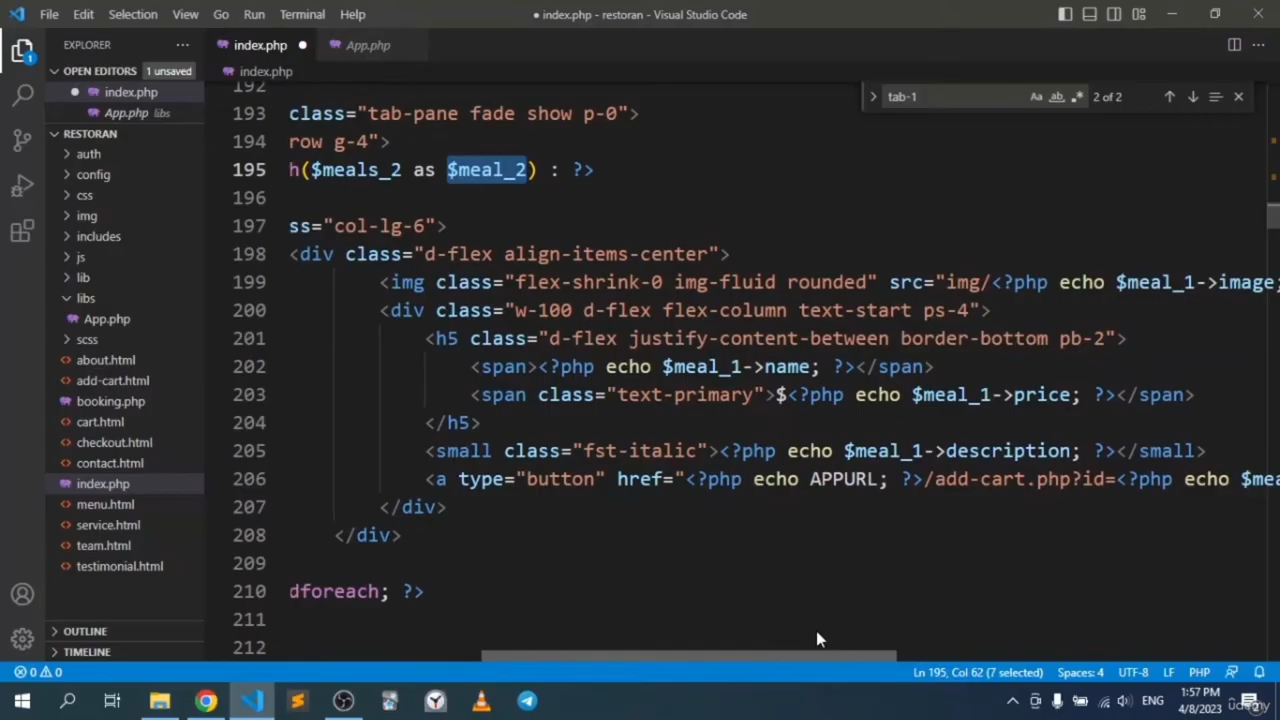 File Edit Selection View Go Run Terminal Help
● index.php - restoran - Visual Studio Code
EXPLORER
index.php
App.php
OPEN EDITORS 1 unsaved
index.php
index.php
App.php libs
RESTORAN
auth
config
css
img
includes
js
lib
libs
App.php
scss
about.html
add-cart.html
booking.php
cart.html
checkout.html
contact.html
index.php
menu.html
service.html
team.html
testimonial.html
OUTLINE
TIMELINE
tab-1
Aa ab .*
2 of 2
192
193 class="tab-pane fade show p-0">
194 row g-4">
195 h($meals_2 as $meal_2) : ?>
196
197 ss="col-lg-6">
198 <div class="d-flex align-items-center">
199 <img class="flex-shrink-0 img-fluid rounded" src="img/<?php echo $meal_1->image;
200 <div class="w-100 d-flex flex-column text-start ps-4">
201 <h5 class="d-flex justify-content-between border-bottom pb-2">
202 <span><?php echo $meal_1->name; ?></span>
203 <span class="text-primary">$<?php echo $meal_1->price; ?></span>
204 </h5>
205 <small class="fst-italic"><?php echo $meal_1->description; ?></small>
206 <a type="button" href="<?php echo APPURL; ?>/add-cart.php?id=<?php echo $mea
207 </div>
208 </div>
209
210 dforeach; ?>
211
212
0 0
Ln 195, Col 62 (7 selected) Spaces: 4 UTF-8 LF PHP
ENG
1:57 PM
4/8/2023
udemy